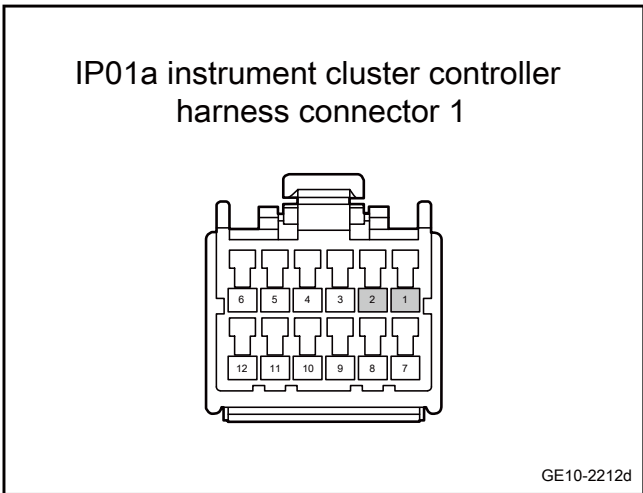 IP01a instrument cluster controller
harness connector 1
6 5 4 3 2 1
12 11 10 9 8 7
GE10-2212d